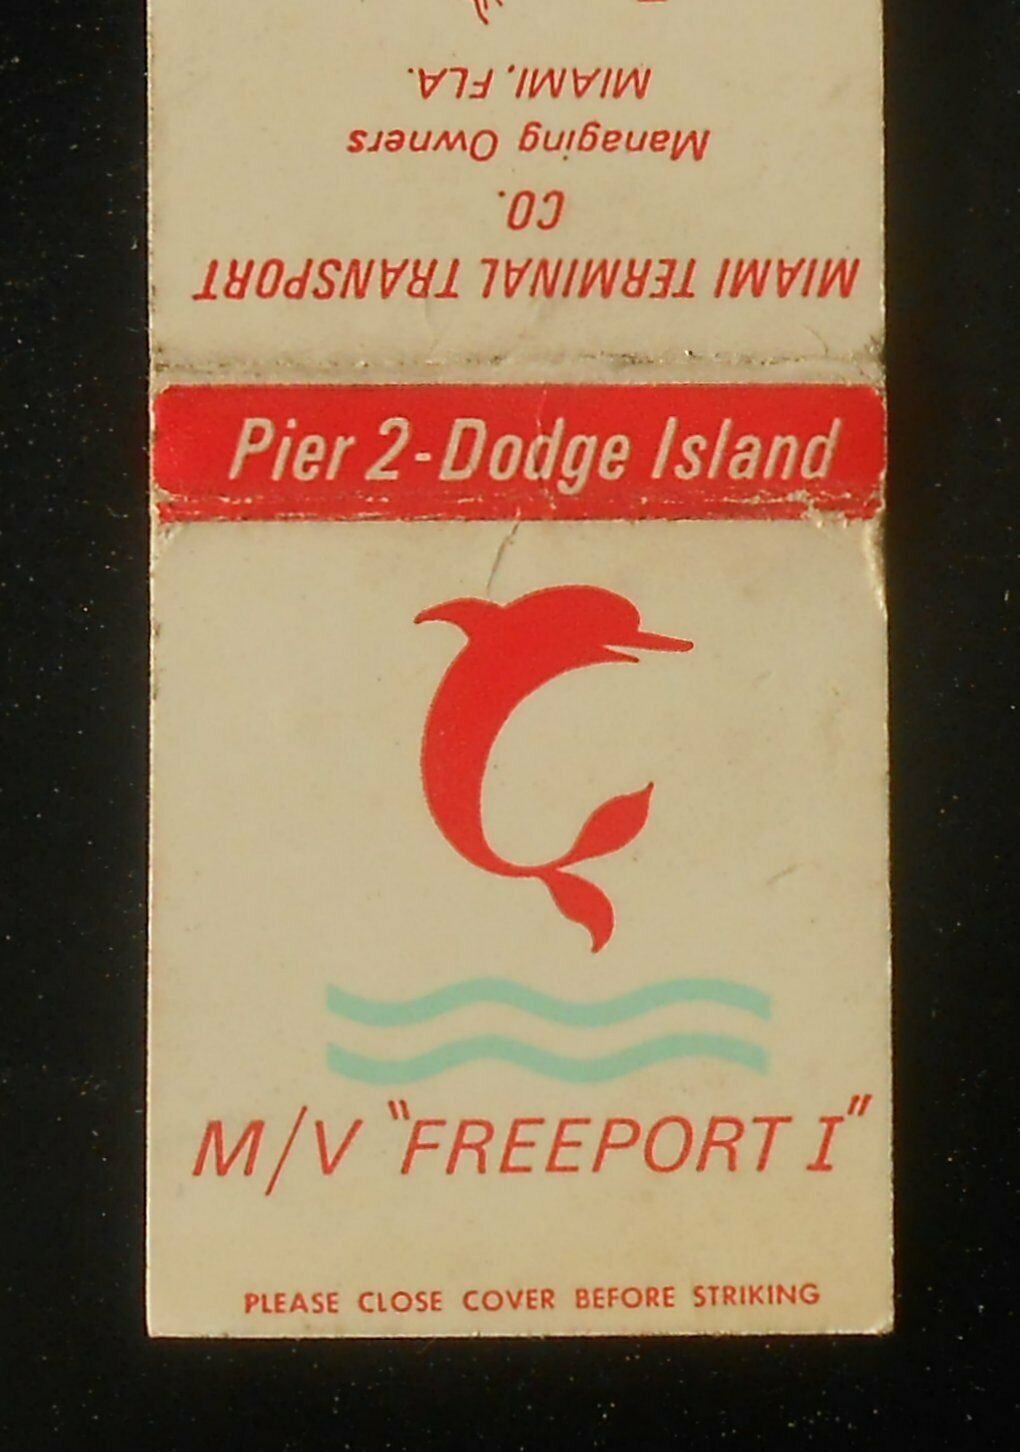 MIAMI TERMINAL TRANSPORT
CO.
Managing Owners
MIAMI, FLA.
Pier 2-Dodge Island
M/V "FREEPORT I"
PLEASE CLOSE COVER BEFORE STRIKING